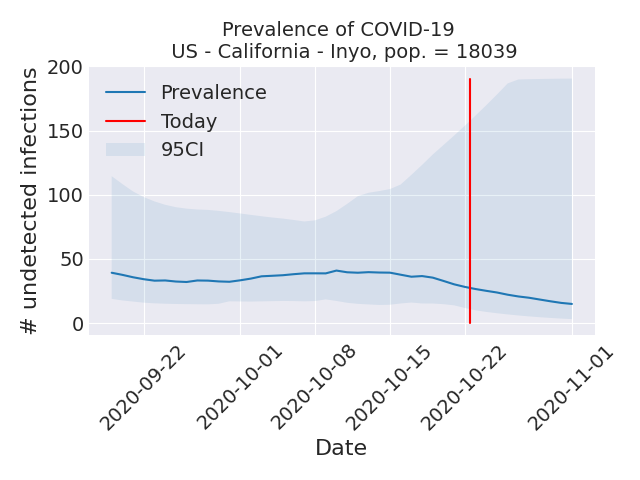 Prevalence of COVID-19
US - California - Inyo, pop. = 18039
200
150
100
50
0
# undetected infections
Prevalence
Today
95CI
2020-09-22
2020-10-01
2020-10-08
2020-10-15
2020-10-22
2020-11-01
Date